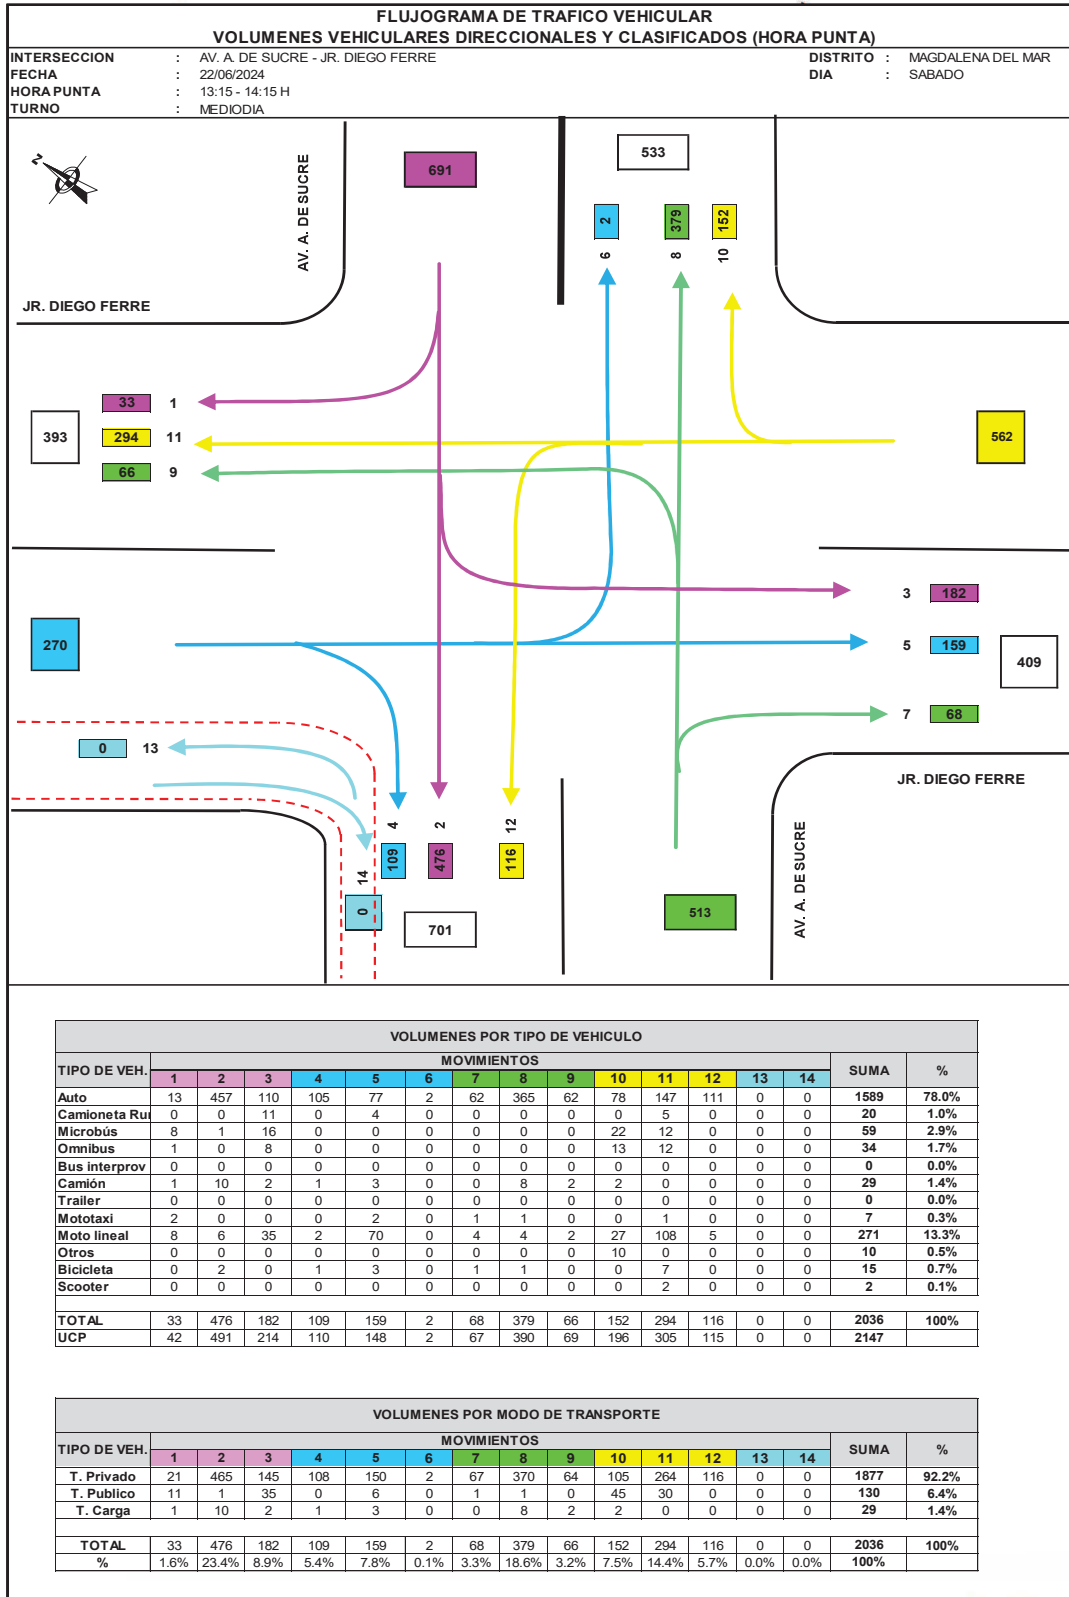 FLUJOGRAMA DE TRAFICO VEHICULAR
VOLUMENES VEHICULARES DIRECCIONALES Y CLASIFICADOS (HORA PUNTA)
INTERSECCION : AV. A. DE SUCRE - JR. DIEGO FERRE DISTRITO : MAGDALENA DEL MAR
FECHA : 22/06/2024 DIA : SABADO
HORA PUNTA : 13:15 - 14:15 H
TURNO : MEDIODIA
N
AV. A. DE SUCRE
691
533
2 379 152
6 8 10
JR. DIEGO FERRE
33 1
393 294 11
66 9
562
3 182
270
5 159
409
7 68
0 13
JR. DIEGO FERRE
4 2 12
109 476 116
14
0
701
513
AV. A. DE SUCRE
VOLUMENES POR TIPO DE VEHICULO
TIPO DE VEH. MOVIMIENTOS SUMA %
1 2 3 4 5 6 7 8 9 10 11 12 13 14
Auto 13 457 110 105 77 2 62 365 62 78 147 111 0 0 1589 78.0%
Camioneta Rur 0 0 11 0 4 0 0 0 0 0 5 0 0 0 20 1.0%
Microbús 8 1 16 0 0 0 0 0 0 22 12 0 0 0 59 2.9%
Omnibus 1 0 8 0 0 0 0 0 0 13 12 0 0 0 34 1.7%
Bus interprov 0 0 0 0 0 0 0 0 0 0 0 0 0 0 0 0.0%
Camión 1 10 2 1 3 0 0 8 2 2 0 0 0 0 29 1.4%
Trailer 0 0 0 0 0 0 0 0 0 0 0 0 0 0 0 0.0%
Mototaxi 2 0 0 0 2 0 1 1 0 0 1 0 0 0 7 0.3%
Moto lineal 8 6 35 2 70 0 4 4 2 27 108 5 0 0 271 13.3%
Otros 0 0 0 0 0 0 0 0 0 10 0 0 0 0 10 0.5%
Bicicleta 0 2 0 1 3 0 1 1 0 0 7 0 0 0 15 0.7%
Scooter 0 0 0 0 0 0 0 0 0 0 2 0 0 0 2 0.1%
TOTAL 33 476 182 109 159 2 68 379 66 152 294 116 0 0 2036 100%
UCP 42 491 214 110 148 2 67 390 69 196 305 115 0 0 2147
VOLUMENES POR MODO DE TRANSPORTE
TIPO DE VEH. MOVIMIENTOS SUMA %
1 2 3 4 5 6 7 8 9 10 11 12 13 14
T. Privado 21 465 145 108 150 2 67 370 64 105 264 116 0 0 1877 92.2%
T. Publico 11 1 35 0 6 0 1 1 0 45 30 0 0 0 130 6.4%
T. Carga 1 10 2 1 3 0 0 8 2 2 0 0 0 0 29 1.4%
TOTAL 33 476 182 109 159 2 68 379 66 152 294 116 0 0 2036 100%
% 1.6% 23.4% 8.9% 5.4% 7.8% 0.1% 3.3% 18.6% 3.2% 7.5% 14.4% 5.7% 0.0% 0.0% 100%